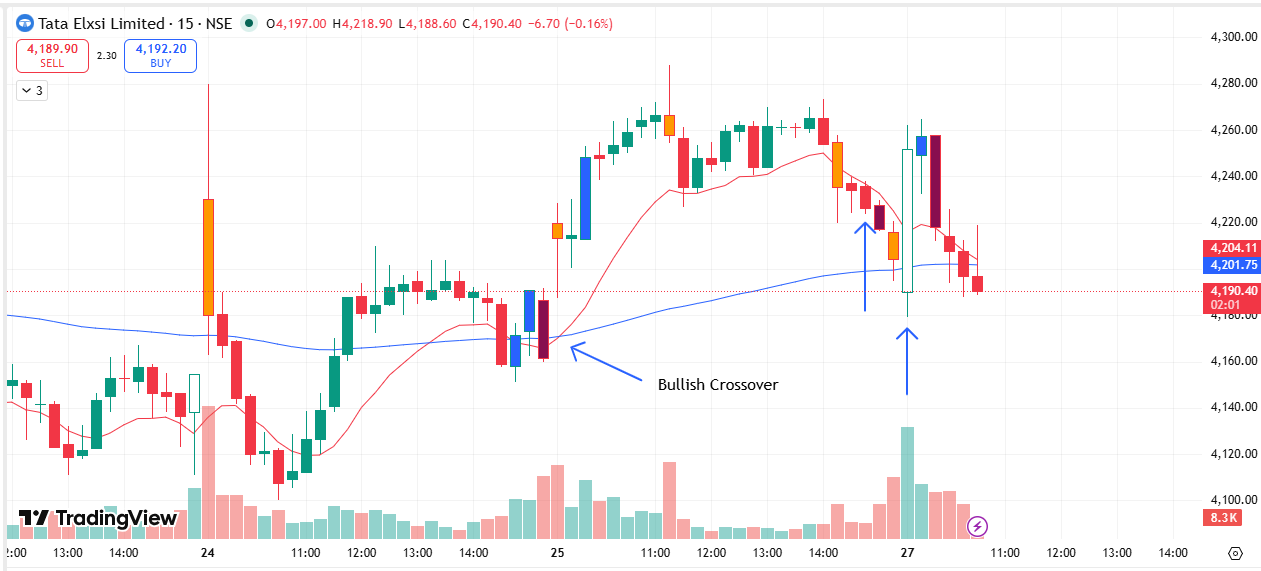 Tata Elxsi Limited · 15 · NSE O4,197.00 H4,218.90 L4,188.60 C4,190.40 −6.70 (−0.16%)
4,189.90
SELL
2.30
4,192.20
BUY
3
4,300.00
4,280.00
4,260.00
4,240.00
4,220.00
4,204.11
4,201.75
4,190.40
02:01
4,180.00
4,160.00
Bullish Crossover
4,140.00
4,120.00
4,100.00
8.3K
TradingView
2:00 13:00 14:00 24 11:00 12:00 13:00 14:00 25 11:00 12:00 13:00 14:00 27 11:00 12:00 13:00 14:00